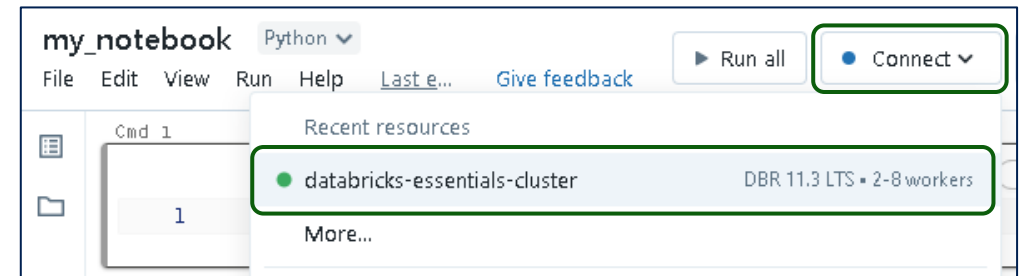 my_notebook Python
File Edit View Run Help Last e... Give feedback
Run all
Connect
Cmd 1
1
Recent resources
databricks-essentials-cluster DBR 11.3 LTS • 2-8 workers
More...